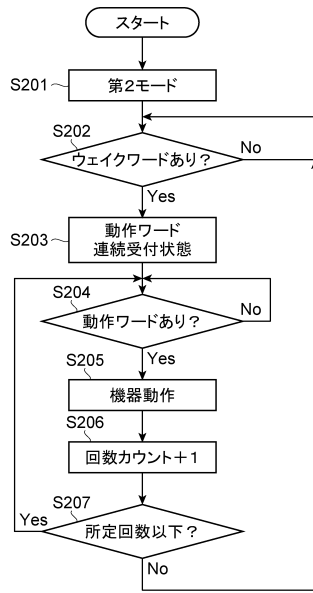 スタート
S201
第2モード
S202
ウェイクワードあり?
No
Yes
S203
動作ワード
連続受付状態
S204
動作ワードあり?
No
Yes
S205
機器動作
S206
回数カウント+1
S207
Yes
所定回数以下?
No